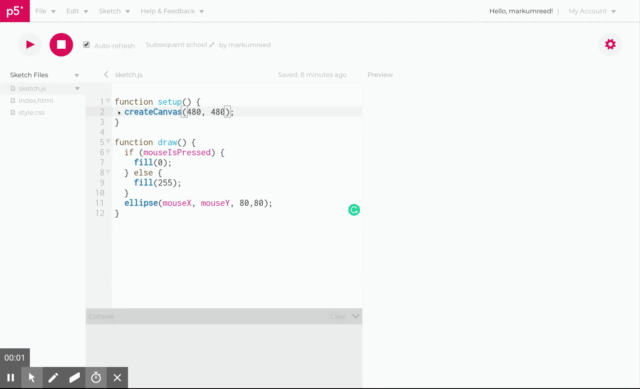 p5* File Edit Sketch Help & Feedback Hello, markumreed! | My Account
Auto-refresh Subsequent school by markumreed
Sketch Files sketch.js Saved: 8 minutes ago Preview
sketch.js
index.html
style.css
1 function setup() {
2 createCanvas(480, 480);
3 }
4
5 function draw() {
6 if (mouseIsPressed) {
7 fill(0);
8 } else {
9 fill(255);
10 }
11 ellipse(mouseX, mouseY, 80,80);
12 }
Console Clear
00:01